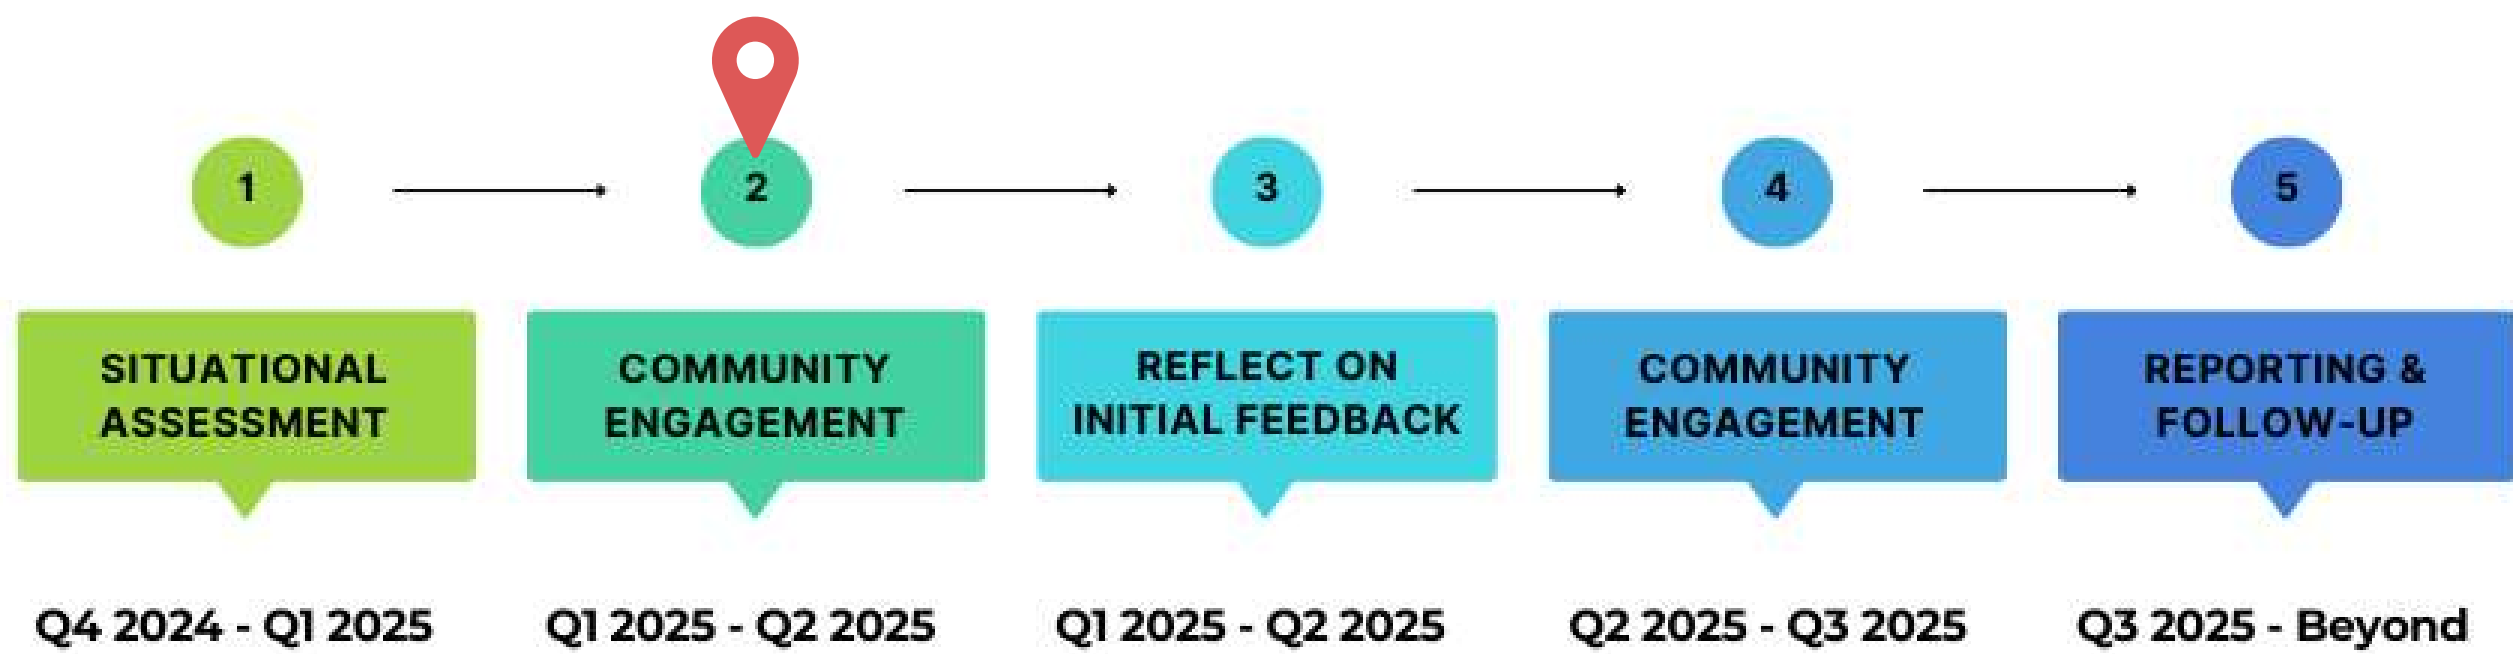 1
2
3
4
5
SITUATIONAL
ASSESSMENT
COMMUNITY
ENGAGEMENT
REFLECT ON
INITIAL FEEDBACK
COMMUNITY
ENGAGEMENT
REPORTING &
FOLLOW-UP
Q4 2024 - Q1 2025
Q1 2025 - Q2 2025
Q1 2025 - Q2 2025
Q2 2025 - Q3 2025
Q3 2025 - Beyond